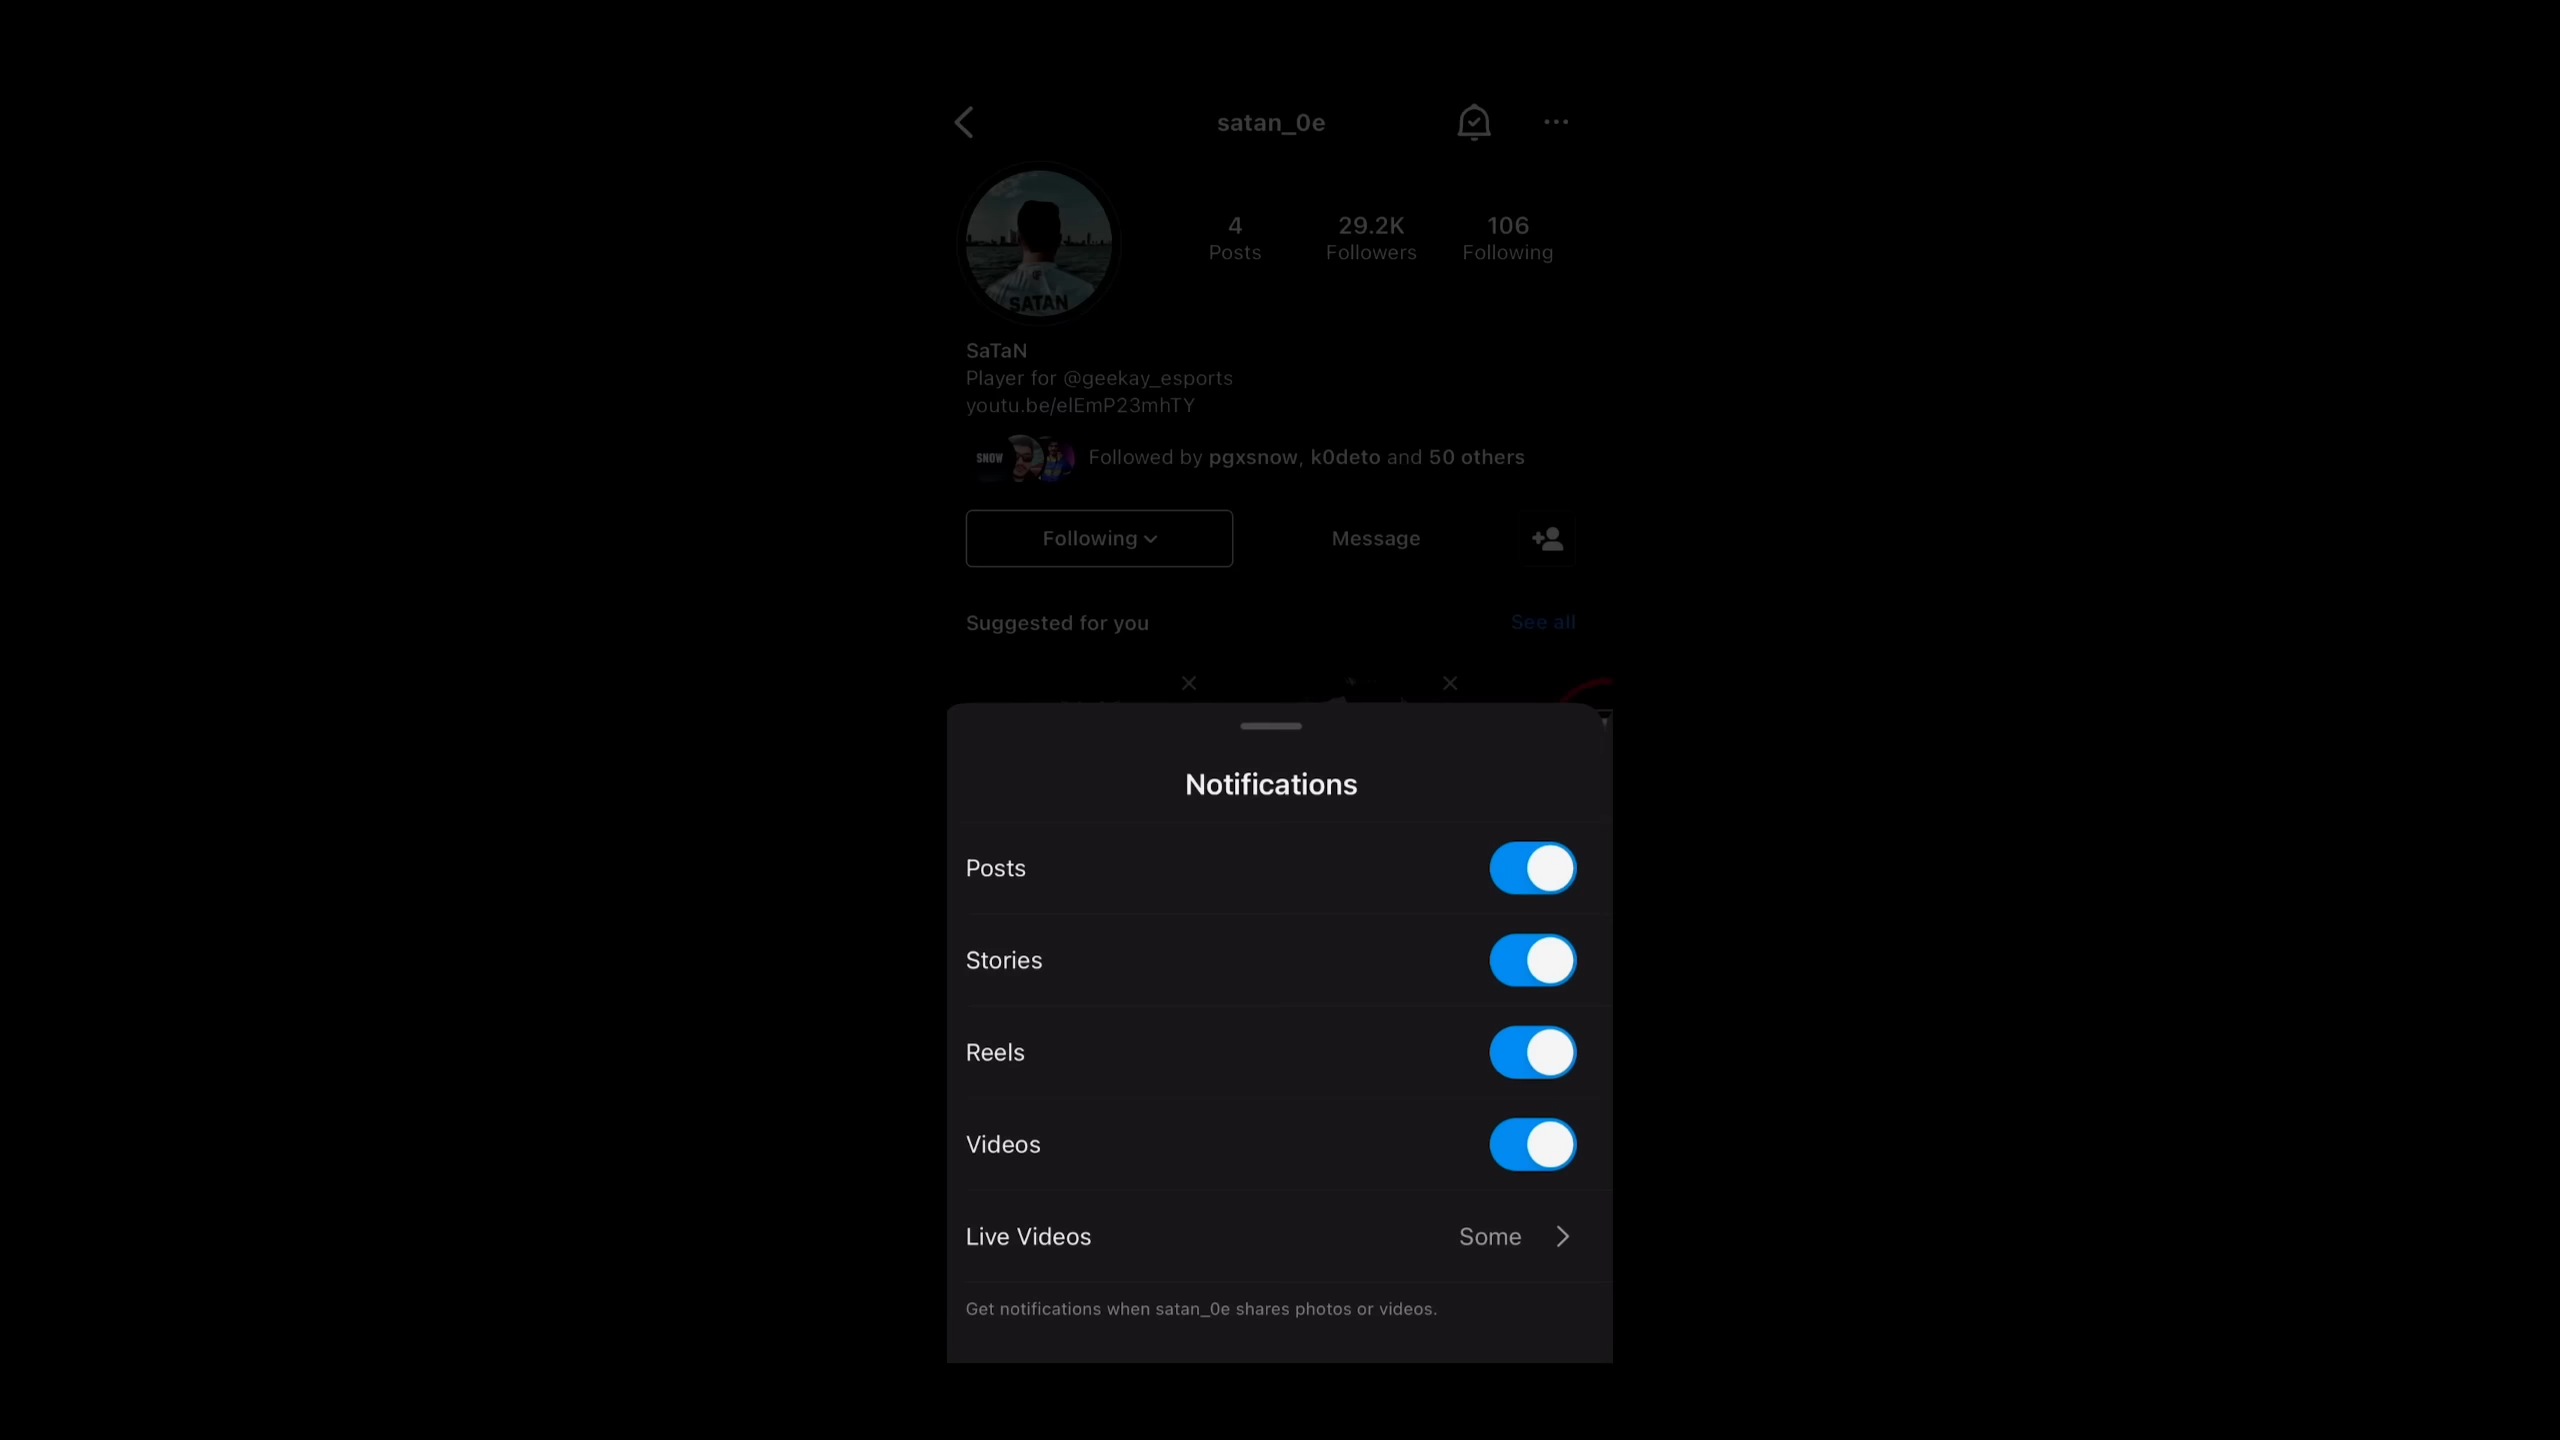 satan_0e
4 29.2K 106
Posts Followers Following
SATAN
SaTaN
Player for @geekay_esports
youtu.be/elEmP23mhTY
SNOW Followed by pgxsnow, k0deto and 50 others
Following Message
Suggested for you See all
Notifications
Posts
Stories
Reels
Videos
Live Videos Some
Get notifications when satan_0e shares photos or videos.